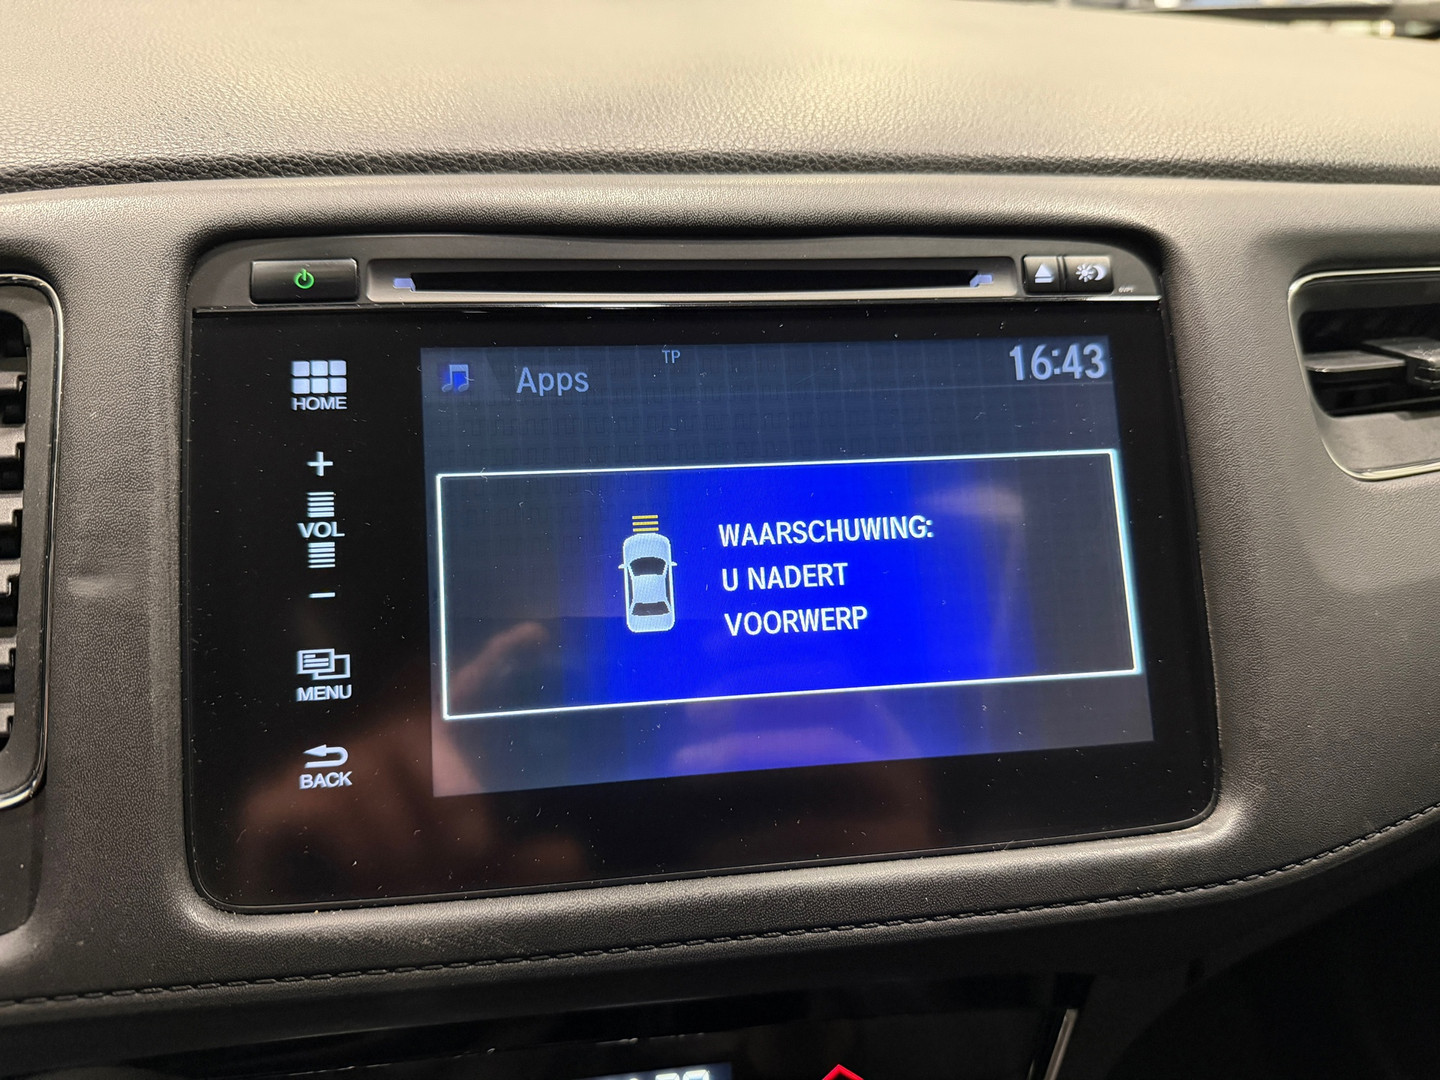 HOME
+
VOL
−
MENU
BACK
Apps
TP
16:43
WAARSCHUWING:
U NADERT
VOORWERP